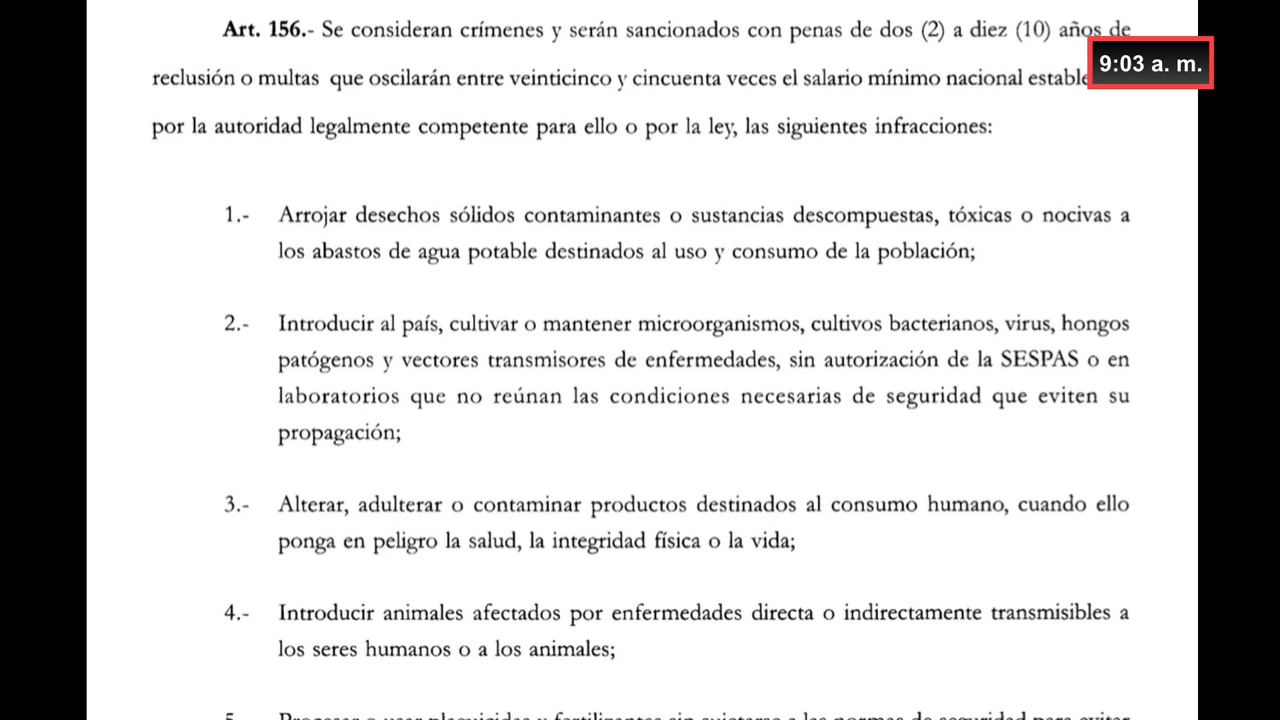 Art. 156.- Se consideran crímenes y serán sancionados con penas de dos (2) a diez (10) años de
9:03 a. m.
reclusión o multas que oscilarán entre veinticinco y cincuenta veces el salario mínimo nacional estable
por la autoridad legalmente competente para ello o por la ley, las siguientes infracciones:
1.- Arrojar desechos sólidos contaminantes o sustancias descompuestas, tóxicas o nocivas a
los abastos de agua potable destinados al uso y consumo de la población;
2.- Introducir al país, cultivar o mantener microorganismos, cultivos bacterianos, virus, hongos
patógenos y vectores transmisores de enfermedades, sin autorización de la SESPAS o en
laboratorios que no reúnan las condiciones necesarias de seguridad que eviten su
propagación;
3.- Alterar, adulterar o contaminar productos destinados al consumo humano, cuando ello
ponga en peligro la salud, la integridad física o la vida;
4.- Introducir animales afectados por enfermedades directa o indirectamente transmisibles a
los seres humanos o a los animales;